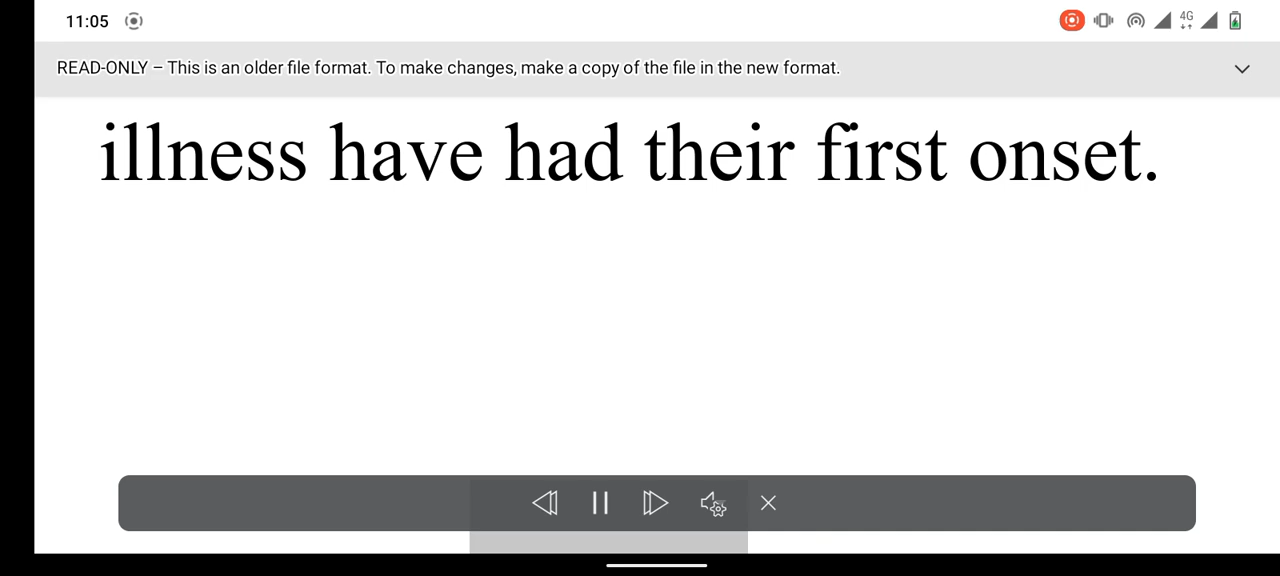 11:05
4G
READ-ONLY – This is an older file format. To make changes, make a copy of the file in the new format.
illness have had their first onset.